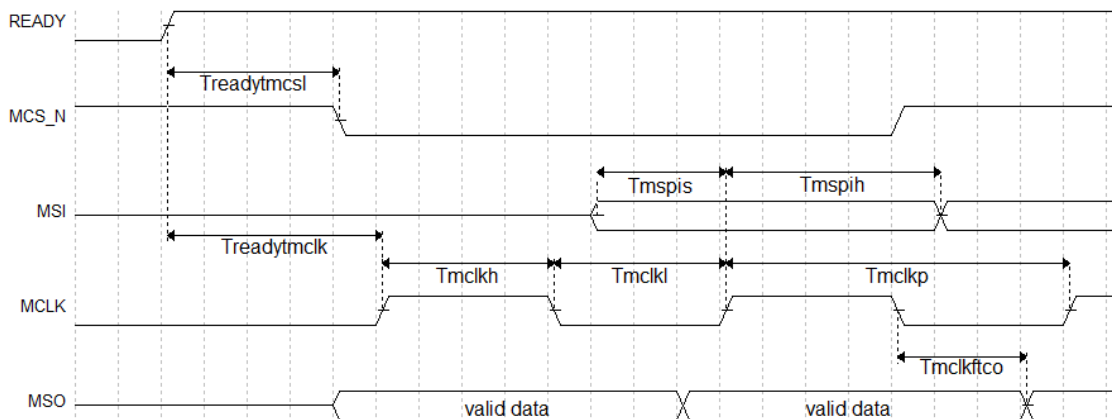 READY
Treadytmcsl
MCS_N
Tmspis
Tmspih
MSI
Treadytmclk
Tmclkh
Tmclkl
Tmclkp
MCLK
Tmclkftco
MSO
valid data
valid data